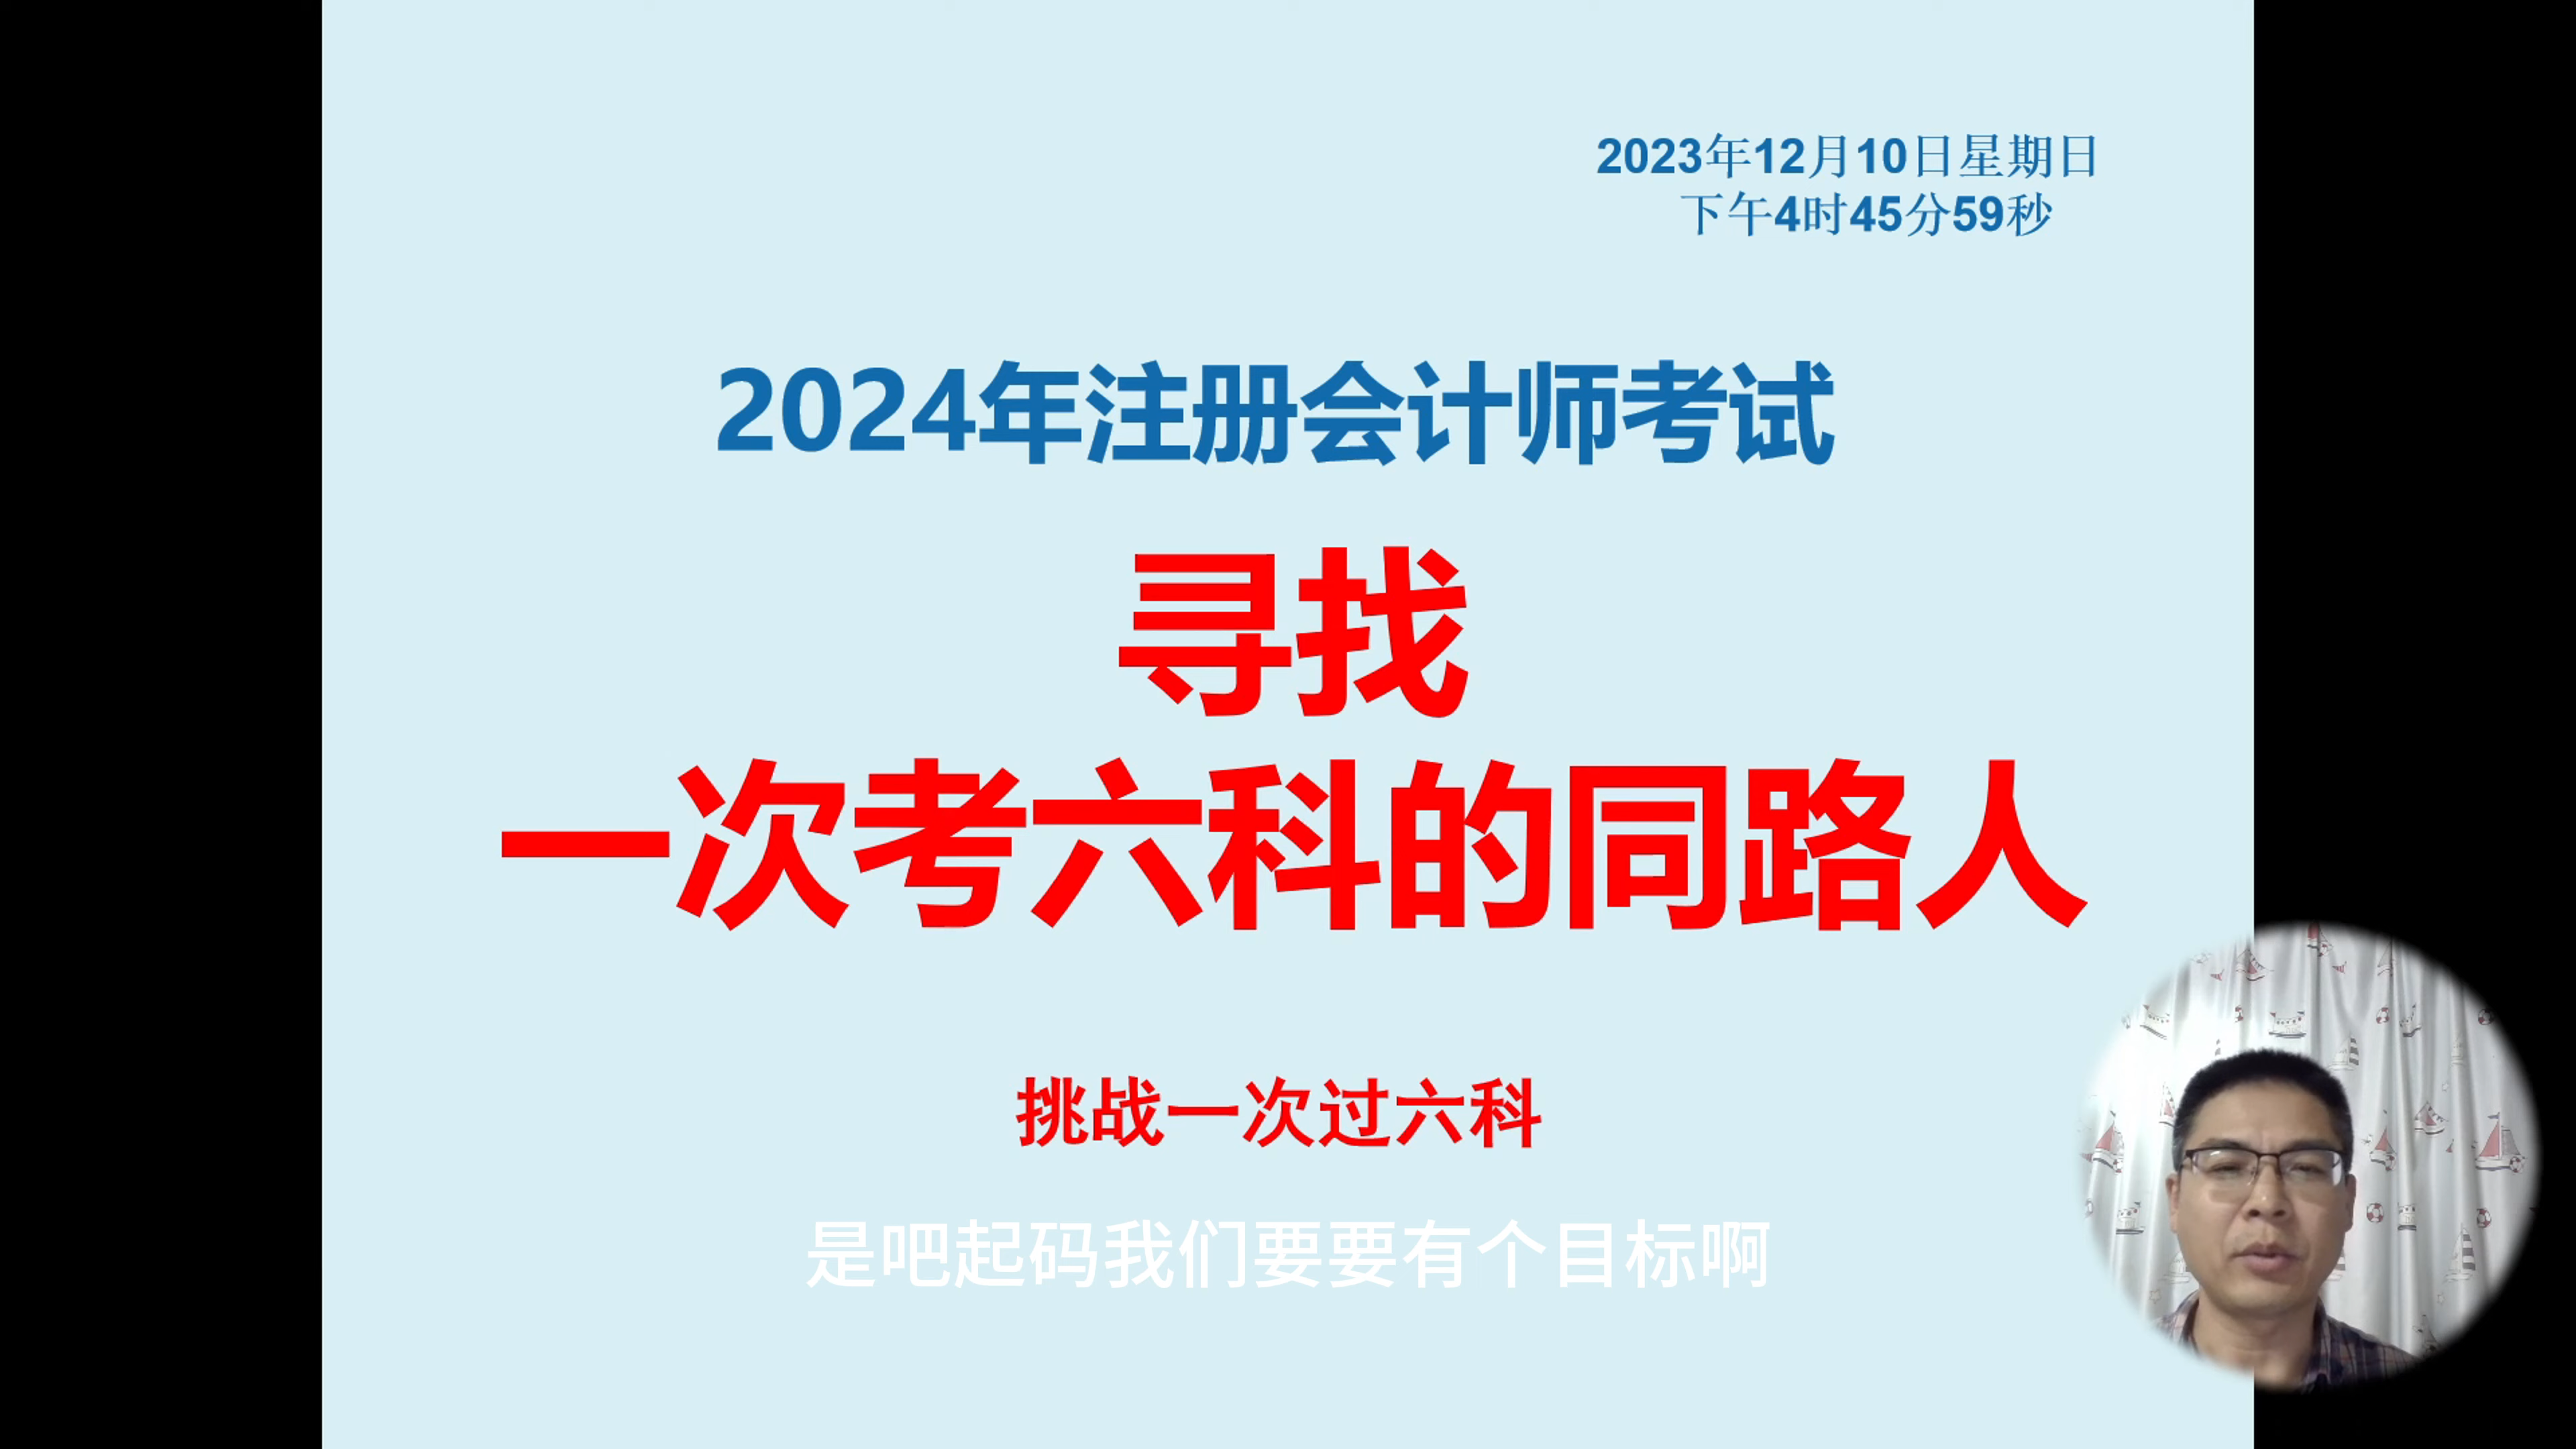 2023年12月10日星期日
下午4时45分59秒
2024年注册会计师考试
寻找
一次考六科的同路人
挑战一次过六科
是吧起码我们要要有个目标啊